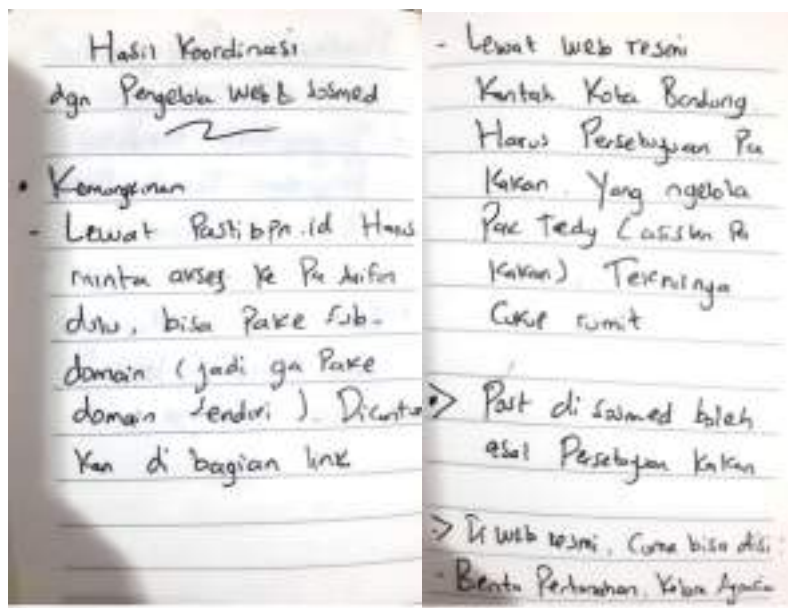 Hasil Koordinasi
dgn Pengelola Web & Sosmed
• Kemungkinan
- Lewat Pastibpn.id Harus
minta akses ke Pa
dulu, bisa Pake Sub-
domain (jadi ga Pake
domain sendiri). Dicantum
kan di bagian link
- Lewat web resmi
Kantah Kota Bandung
Harus Persetujuan Pa
Kakan. Yang ngelola
Pak Tedy (asisten Pa
Kakan) Teknisnya
Cukup rumit
> Post di sosmed boleh
asal Persetujuan Kakan
> Di web resmi, Cuma bisa disi
- Berita Pertanahan, Kolom